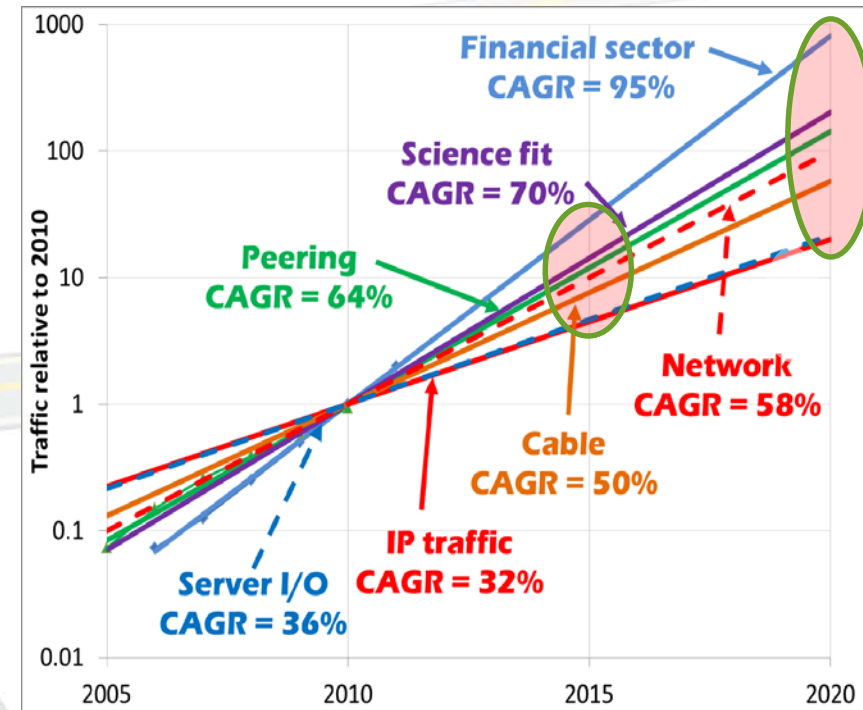 Traffic relative to 2010
1000
100
10
1
0.1
0.01
2005
2010
2015
2020
Financial sector
CAGR = 95%
Science fit
CAGR = 70%
Peering
CAGR = 64%
Network
CAGR = 58%
Cable
CAGR = 50%
IP traffic
CAGR = 32%
Server I/O
CAGR = 36%